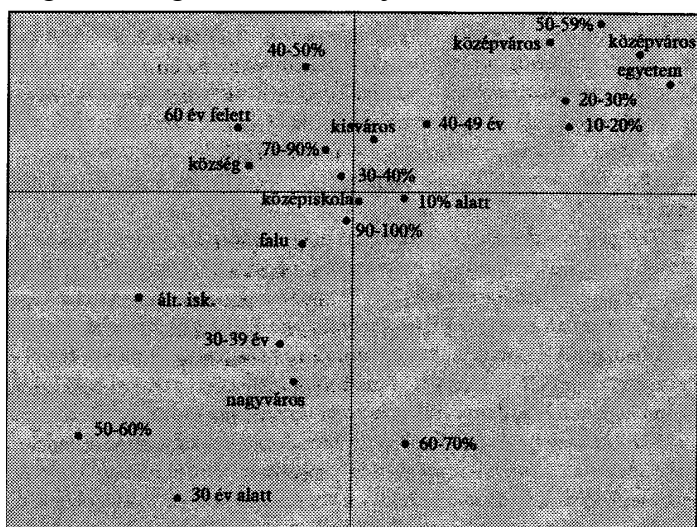 50-59%
40-50%
középváros
középváros
egyetem
20-30%
60 év felett
kisváros
40-49 év
10-20%
70-90%
község
30-40%
középiskola
10% alatt
90-100%
falu
ált. isk.
30-39 év
nagyváros
50-60%
60-70%
30 év alatt